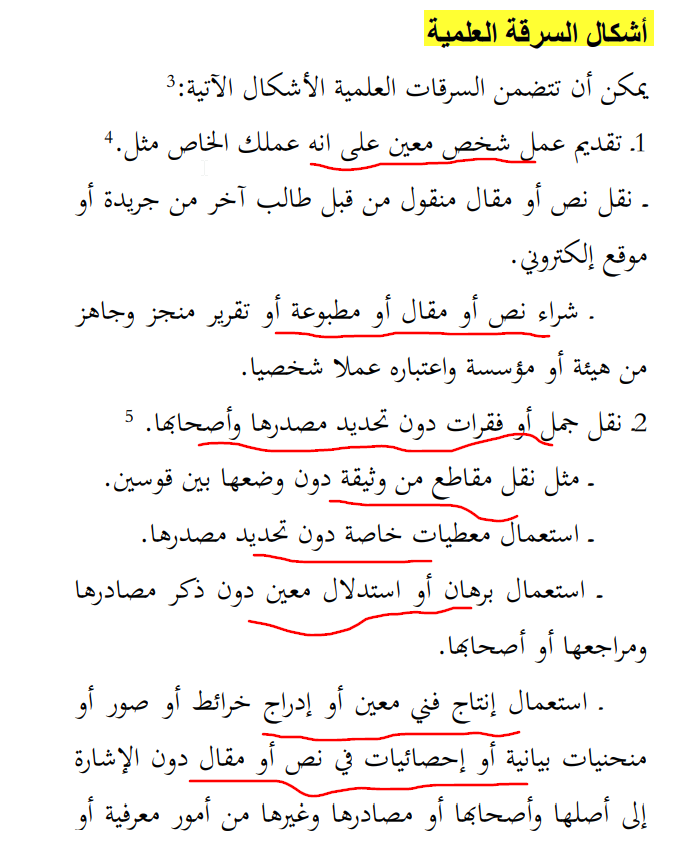 أشكال السرقة العلمية
يمكن أن تتضمن السرقات العلمية الأشكال الآتية:3
1ـ تقديم عمل شخص معين على انه عملك الخاص مثل.4
ـ نقل نص أو مقال منقول من قبل طالب آخر من جريدة أو
موقع إلكتروني.
ـ شراء نص أو مقال أو مطبوعة أو تقرير منجز وجاهز
من هيئة أو مؤسسة واعتباره عملا شخصيا.
2ـ نقل جمل أو فقرات دون تحديد مصدرها وأصحابها. 5
ـ مثل نقل مقاطع من وثيقة دون وضعها بين قوسين.
ـ استعمال معطيات خاصة دون تحديد مصدرها.
ـ استعمال برهان أو استدلال معين دون ذكر مصادرها
ومراجعها أو أصحابها.
ـ استعمال إنتاج فني معين أو إدراج خرائط أو صور أو
منحنيات بيانية أو إحصائيات في نص أو مقال دون الإشارة
إلى أصلها وأصحابها أو مصادرها وغيرها من أمور معرفية أو